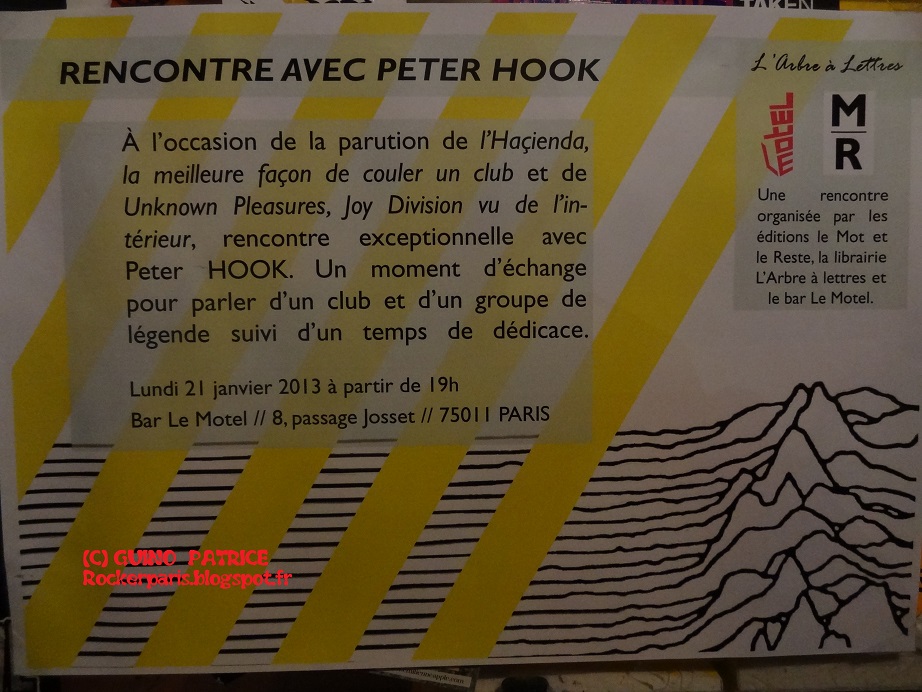 TAKEN
RENCONTRE AVEC PETER HOOK
À l'occasion de la parution de l'Haçienda,
la meilleure façon de couler un club et de
Unknown Pleasures, Joy Division vu de l'in-
térieur, rencontre exceptionnelle avec
Peter HOOK. Un moment d'échange
pour parler d'un club et d'un groupe de
légende suivi d'un temps de dédicace.
Lundi 21 janvier 2013 à partir de 19h
Bar Le Motel // 8, passage Josset // 75011 PARIS
L'Arbre à Lettres
MOTEL
M
R
Une rencontre
organisée par les
éditions le Mot et
le Reste, la librairie
L'Arbre à lettres et
le bar Le Motel.
(C) GUINO PATRICE
Rockerparis.blogspot.fr